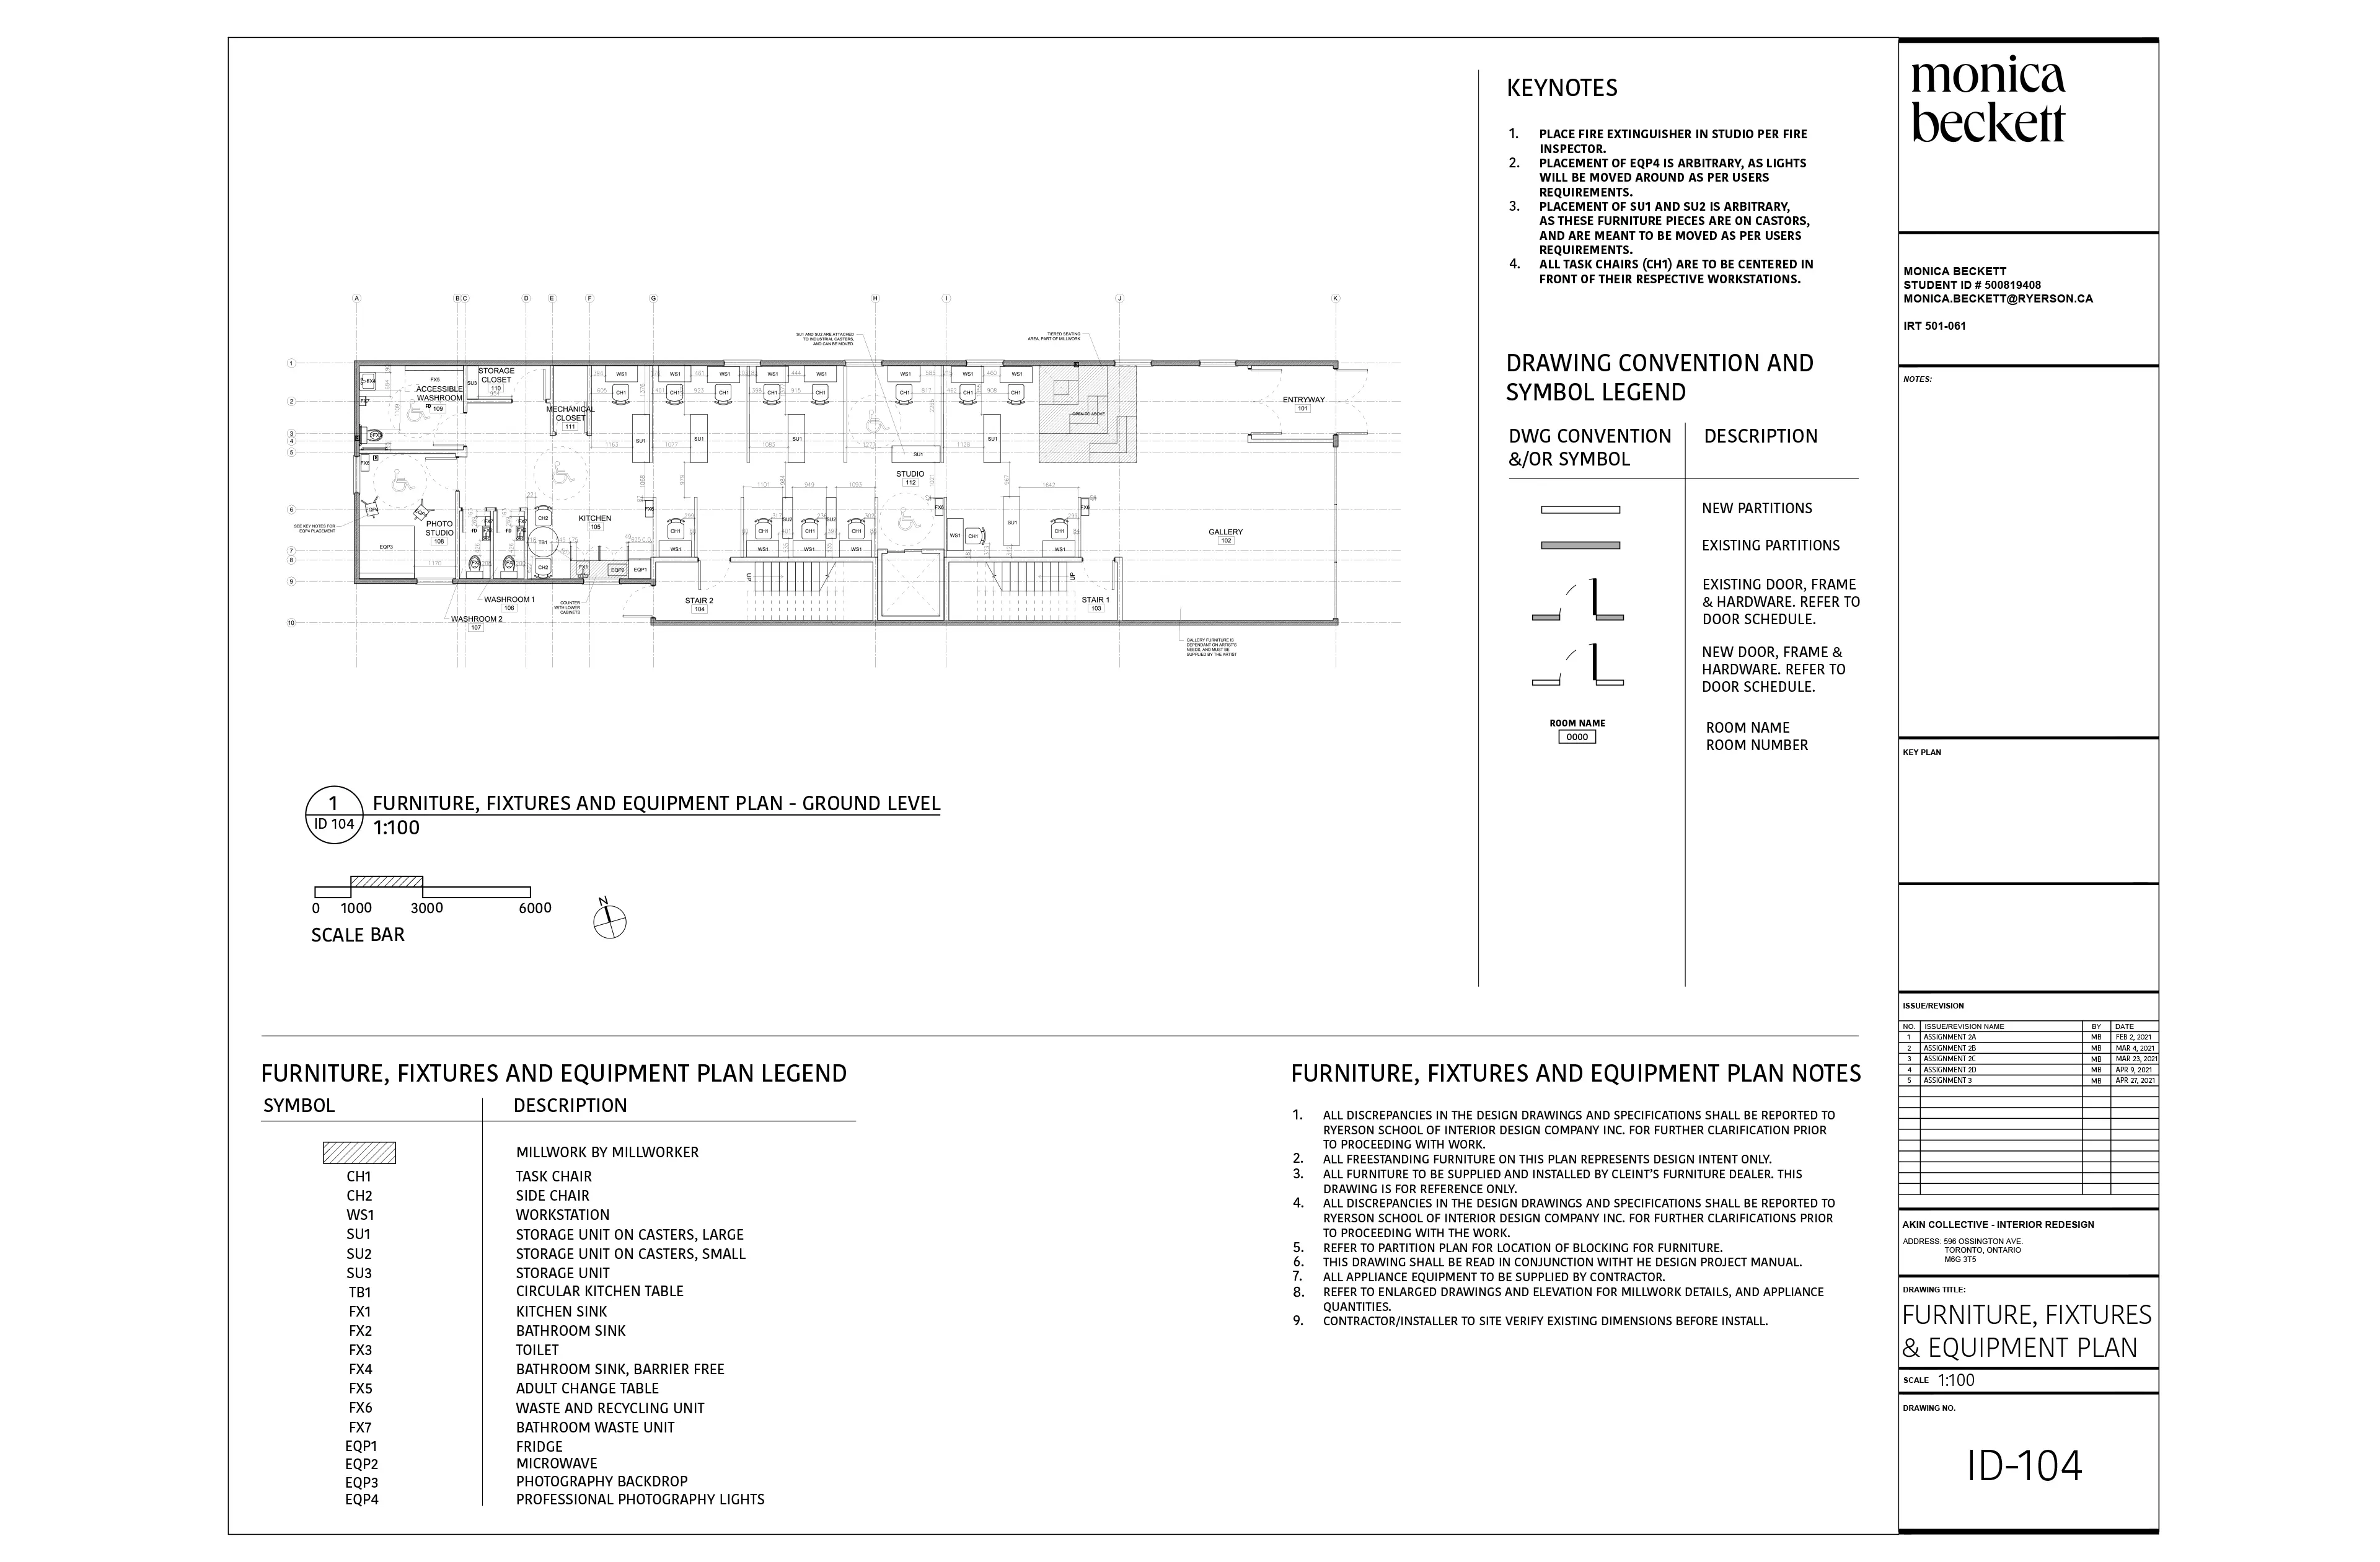 monica
beckett
MONICA BECKETT
STUDENT ID # 500819408
MONICA.BECKETT@RYERSON.CA
IRT 501-061
NOTES:
KEY PLAN
ISSUE/REVISION
NO. ISSUE/REVISION NAME BY DATE
1 ASSIGNMENT 2A MB FEB 2, 2021
2 ASSIGNMENT 2B MB MAR 4, 2021
3 ASSIGNMENT 2C MB MAR 23, 2021
4 ASSIGNMENT 2D MB APR 9, 2021
5 ASSIGNMENT 3 MB APR 27, 2021
AKIN COLLECTIVE - INTERIOR REDESIGN
ADDRESS: 596 OSSINGTON AVE.
TORONTO, ONTARIO
M6G 3T5
DRAWING TITLE:
FURNITURE, FIXTURES
& EQUIPMENT PLAN
SCALE 1:100
DRAWING NO.
ID-104
KEYNOTES
1. PLACE FIRE EXTINGUISHER IN STUDIO PER FIRE
INSPECTOR.
2. PLACEMENT OF EQP4 IS ARBITRARY, AS LIGHTS
WILL BE MOVED AROUND AS PER USERS
REQUIREMENTS.
3. PLACEMENT OF SU1 AND SU2 IS ARBITRARY,
AS THESE FURNITURE PIECES ARE ON CASTORS,
AND ARE MEANT TO BE MOVED AS PER USERS
REQUIREMENTS.
4. ALL TASK CHAIRS (CH1) ARE TO BE CENTERED IN
FRONT OF THEIR RESPECTIVE WORKSTATIONS.
DRAWING CONVENTION AND
SYMBOL LEGEND
DWG CONVENTION
&/OR SYMBOL
DESCRIPTION
NEW PARTITIONS
EXISTING PARTITIONS
EXISTING DOOR, FRAME
& HARDWARE. REFER TO
DOOR SCHEDULE.
NEW DOOR, FRAME &
HARDWARE. REFER TO
DOOR SCHEDULE.
ROOM NAME
0000
ROOM NAME
ROOM NUMBER
A B C D E F G H I J K
1
2
3
4
5
6
7
8
9
10
SU1 AND SU2 ARE ATTACHED
TO INDUSTRIAL CASTERS,
AND CAN BE MOVED.
TIERED SEATING
AREA, PART OF MILLWORK
STORAGE
CLOSET
110
ACCESSIBLE
WASHROOM
109
MECHANICAL
CLOSET
111
OPEN TO ABOVE
ENTRYWAY
101
STUDIO
112
SEE KEY NOTES FOR
EQP4 PLACEMENT
PHOTO
STUDIO
108
KITCHEN
105
GALLERY
102
WASHROOM 1
106
WASHROOM 2
107
COUNTER
WITH LOWER
CABINETS
STAIR 2
104
UP
STAIR 1
103
UP
GALLERY FURNITURE IS
DEPENDANT ON ARTIST'S
NEEDS, AND MUST BE
SUPPLIED BY THE ARTIST
1
ID 104
FURNITURE, FIXTURES AND EQUIPMENT PLAN - GROUND LEVEL
1:100
0 1000 3000 6000
SCALE BAR
N
FURNITURE, FIXTURES AND EQUIPMENT PLAN LEGEND
SYMBOL DESCRIPTION
MILLWORK BY MILLWORKER
CH1 TASK CHAIR
CH2 SIDE CHAIR
WS1 WORKSTATION
SU1 STORAGE UNIT ON CASTERS, LARGE
SU2 STORAGE UNIT ON CASTERS, SMALL
SU3 STORAGE UNIT
TB1 CIRCULAR KITCHEN TABLE
FX1 KITCHEN SINK
FX2 BATHROOM SINK
FX3 TOILET
FX4 BATHROOM SINK, BARRIER FREE
FX5 ADULT CHANGE TABLE
FX6 WASTE AND RECYCLING UNIT
FX7 BATHROOM WASTE UNIT
EQP1 FRIDGE
EQP2 MICROWAVE
EQP3 PHOTOGRAPHY BACKDROP
EQP4 PROFESSIONAL PHOTOGRAPHY LIGHTS
FURNITURE, FIXTURES AND EQUIPMENT PLAN NOTES
1. ALL DISCREPANCIES IN THE DESIGN DRAWINGS AND SPECIFICATIONS SHALL BE REPORTED TO
RYERSON SCHOOL OF INTERIOR DESIGN COMPANY INC. FOR FURTHER CLARIFICATION PRIOR
TO PROCEEDING WITH WORK.
2. ALL FREESTANDING FURNITURE ON THIS PLAN REPRESENTS DESIGN INTENT ONLY.
3. ALL FURNITURE TO BE SUPPLIED AND INSTALLED BY CLEINT'S FURNITURE DEALER. THIS
DRAWING IS FOR REFERENCE ONLY.
4. ALL DISCREPANCIES IN THE DESIGN DRAWINGS AND SPECIFICATIONS SHALL BE REPORTED TO
RYERSON SCHOOL OF INTERIOR DESIGN COMPANY INC. FOR FURTHER CLARIFICATIONS PRIOR
TO PROCEEDING WITH THE WORK.
5. REFER TO PARTITION PLAN FOR LOCATION OF BLOCKING FOR FURNITURE.
6. THIS DRAWING SHALL BE READ IN CONJUNCTION WITHT HE DESIGN PROJECT MANUAL.
7. ALL APPLIANCE EQUIPMENT TO BE SUPPLIED BY CONTRACTOR.
8. REFER TO ENLARGED DRAWINGS AND ELEVATION FOR MILLWORK DETAILS, AND APPLIANCE
QUANTITIES.
9. CONTRACTOR/INSTALLER TO SITE VERIFY EXISTING DIMENSIONS BEFORE INSTALL.